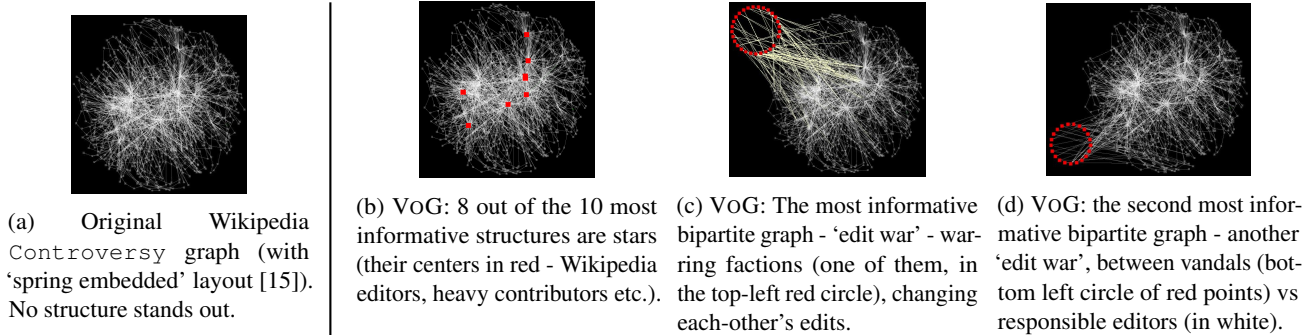 (a) Original Wikipedia
Controversy graph (with
‘spring embedded’ layout [15]).
No structure stands out.
(b) VOG: 8 out of the 10 most
informative structures are stars
(their centers in red - Wikipedia
editors, heavy contributors etc.).
(c) VOG: The most informative
bipartite graph - ‘edit war’ - war-
ring factions (one of them, in
the top-left red circle), changing
each-other’s edits.
(d) VOG: the second most infor-
mative bipartite graph - another
‘edit war’, between vandals (bot-
tom left circle of red points) vs
responsible editors (in white).